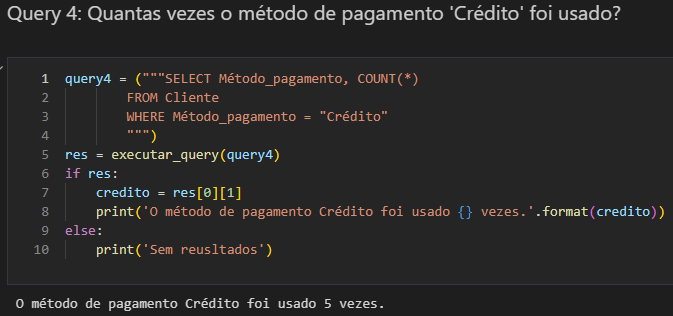 Query 4: Quantas vezes o método de pagamento 'Crédito' foi usado?
1 query4 = ("""SELECT Método_pagamento, COUNT(*)
2 FROM Cliente
3 WHERE Método_pagamento = "Crédito"
4 """)
5 res = executar_query(query4)
6 if res:
7 credito = res[0][1]
8 print('O método de pagamento Crédito foi usado {} vezes.'.format(credito))
9 else:
10 print('Sem reusltados')
O método de pagamento Crédito foi usado 5 vezes.